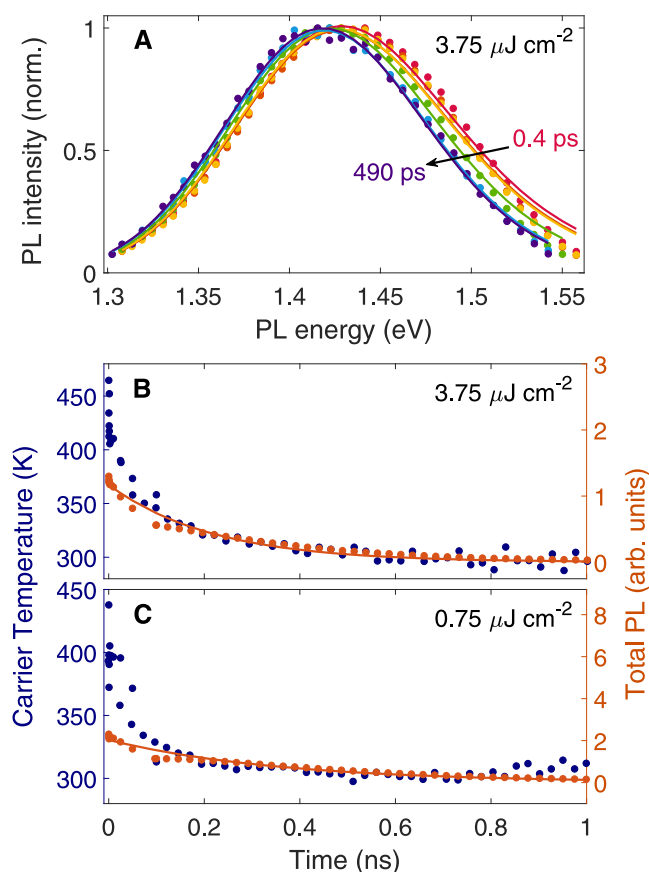 A
3.75 μJ cm-2
0.4 ps
490 ps
PL intensity (norm.)
1
0.5
0
1.3 1.35 1.4 1.45 1.5 1.55
PL energy (eV)
B
3.75 μJ cm-2
450
400
350
300
3
2
1
0
C
0.75 μJ cm-2
450
400
350
300
8
6
4
2
0
Carrier Temperature (K)
Total PL (arb. units)
0 0.2 0.4 0.6 0.8 1
Time (ns)